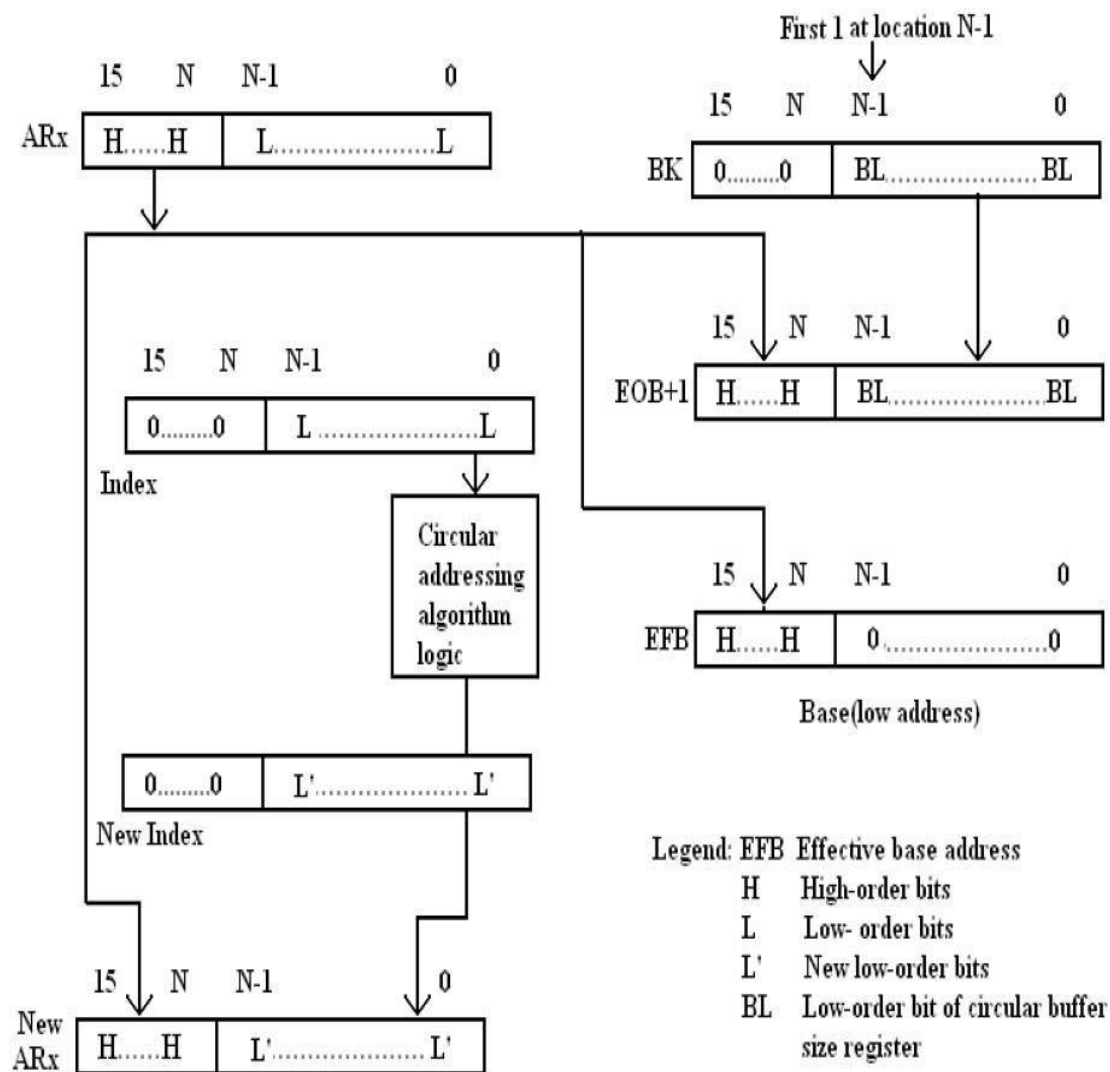 First 1 at location N-1
15 N N-1 0
ARx H......H L.......................L
15 N N-1 0
BK 0.........0 BL..................... BL
15 N N-1 0
EOB+1 H......H BL......................BL
15 N N-1 0
0.........0 L ......................L
Index
Circular
addressing
algorithm
logic
15 N N-1 0
EFB H......H 0 .......................0
Base(low address)
0.........0 L'..................... L'
New Index
15 N N-1 0
New
ARx H......H L'.....................L'
Legend: EFB Effective base address
H High-order bits
L Low- order bits
L' New low-order bits
BL Low-order bit of circular buffer
size register